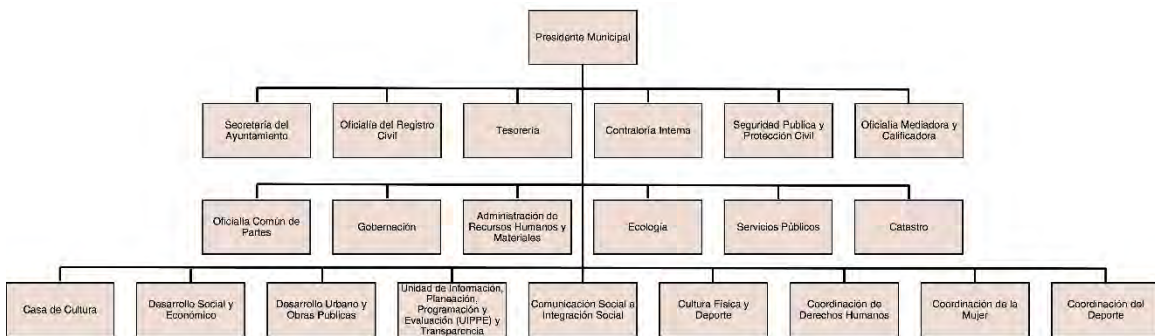 Presidente Municipal
Secretaría del
Ayuntamiento
Oficialía del Registro
Civil
Tesorería
Contraloría Interna
Seguridad Publica y
Protección Civil
Oficialia Mediadora y
Calificadora
Oficialía Común de
Partes
Gobernación
Administración de
Recursos Humanos y
Materiales
Ecología
Servicios Públicos
Catastro
Casa de Cultura
Desarrollo Social y
Económico
Desarrollo Urbano y
Obras Publicas
Unidad de Información,
Planeación,
Programación y
Evaluación (UIPPE) y
Transparencia
Comunicación Social e
Integración Social
Cultura Física y
Deporte
Coordinación de
Derechos Humanos
Coordinación de la
Mujer
Coordinación del
Deporte